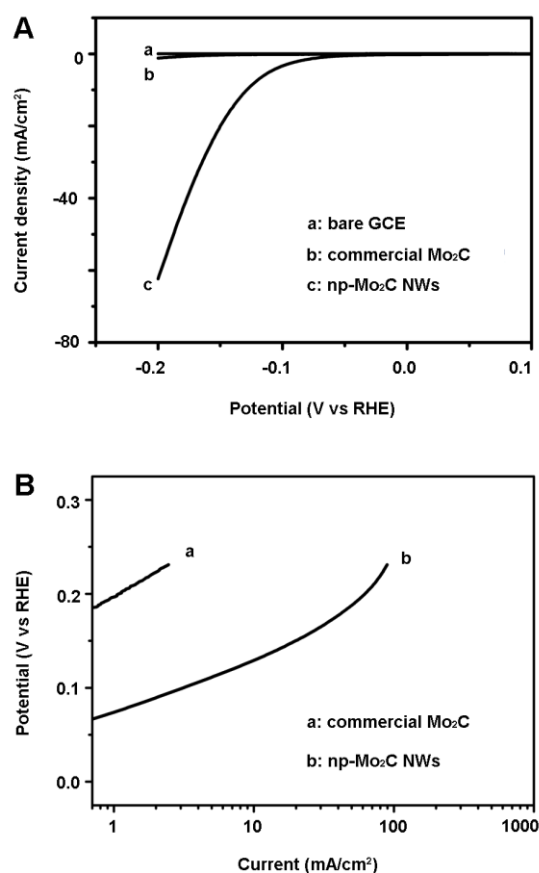 A
0
-40
-80
Current density (mA/cm²)
a
b
c
a: bare GCE
b: commercial Mo₂C
c: np-Mo₂C NWs
-0.2 -0.1 0.0 0.1
Potential (V vs RHE)
B
0.3
0.2
0.1
0.0
Potential (V vs RHE)
a
b
a: commercial Mo₂C
b: np-Mo₂C NWs
1 10 100 1000
Current (mA/cm²)